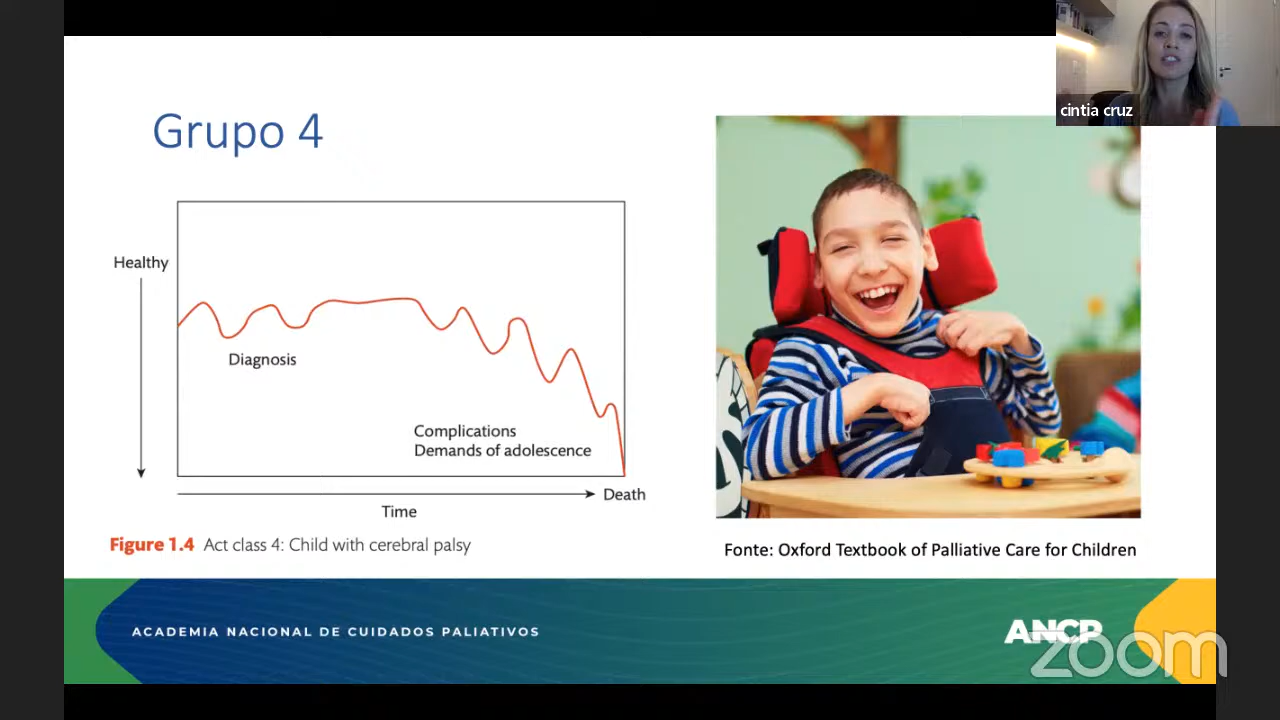 cintia cruz
Grupo 4
Healthy
Diagnosis
Complications
Demands of adolescence
Death
Time
Figure 1.4 Act class 4: Child with cerebral palsy
Fonte: Oxford Textbook of Palliative Care for Children
ACADEMIA NACIONAL DE CUIDADOS PALIATIVOS
ANCP
zoom